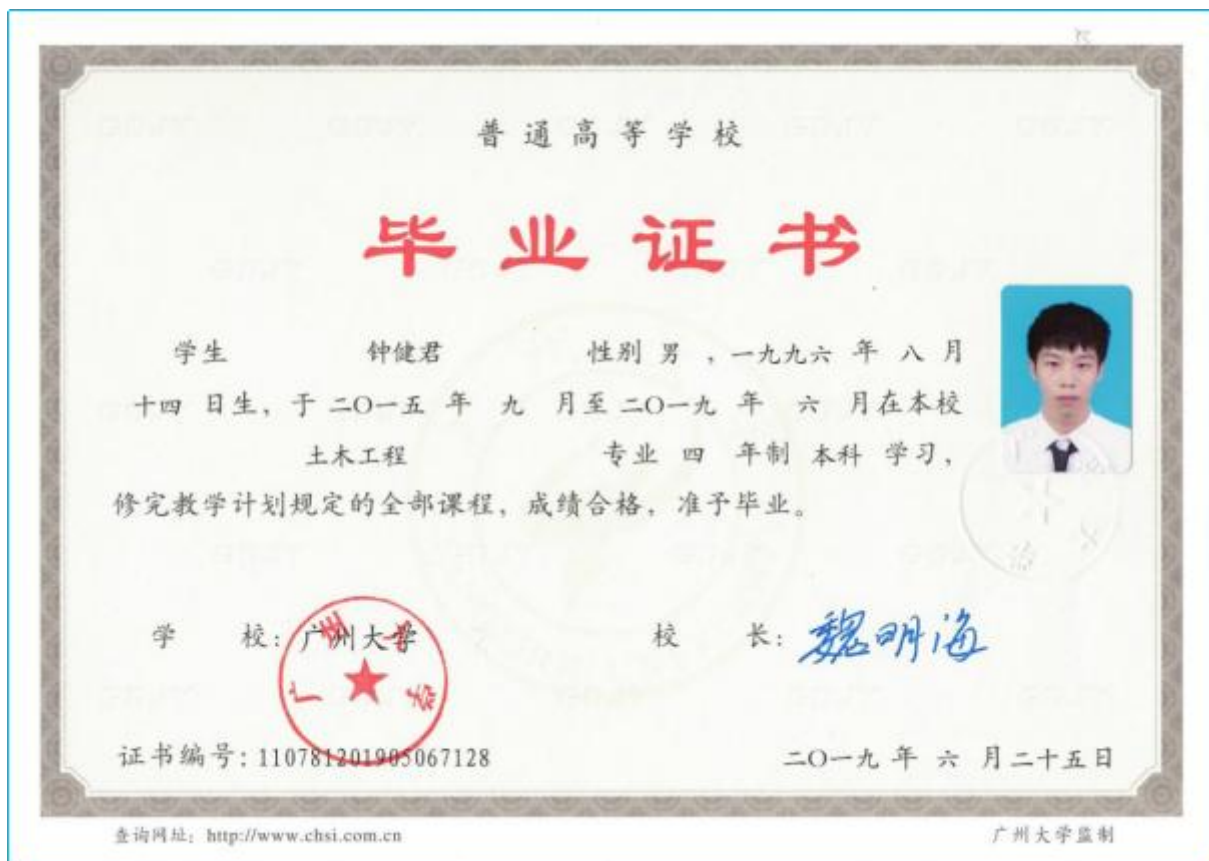 普通高等学校
毕业证书
学生 钟健君 性别 男 ，一九九六 年 八 月
十四 日生，于 二O一五 年 九 月至 二O一九 年 六 月在本校
土木工程 专业 四 年制 本科 学习，
修完教学计划规定的全部课程，成绩合格，准予毕业。
学 校：广州大学 校 长：魏明海
广州大学
证书编号：110781201905067128 二O一九 年 六 月二十五日
查询网址：http://www.chsi.com.cn 广州大学监制